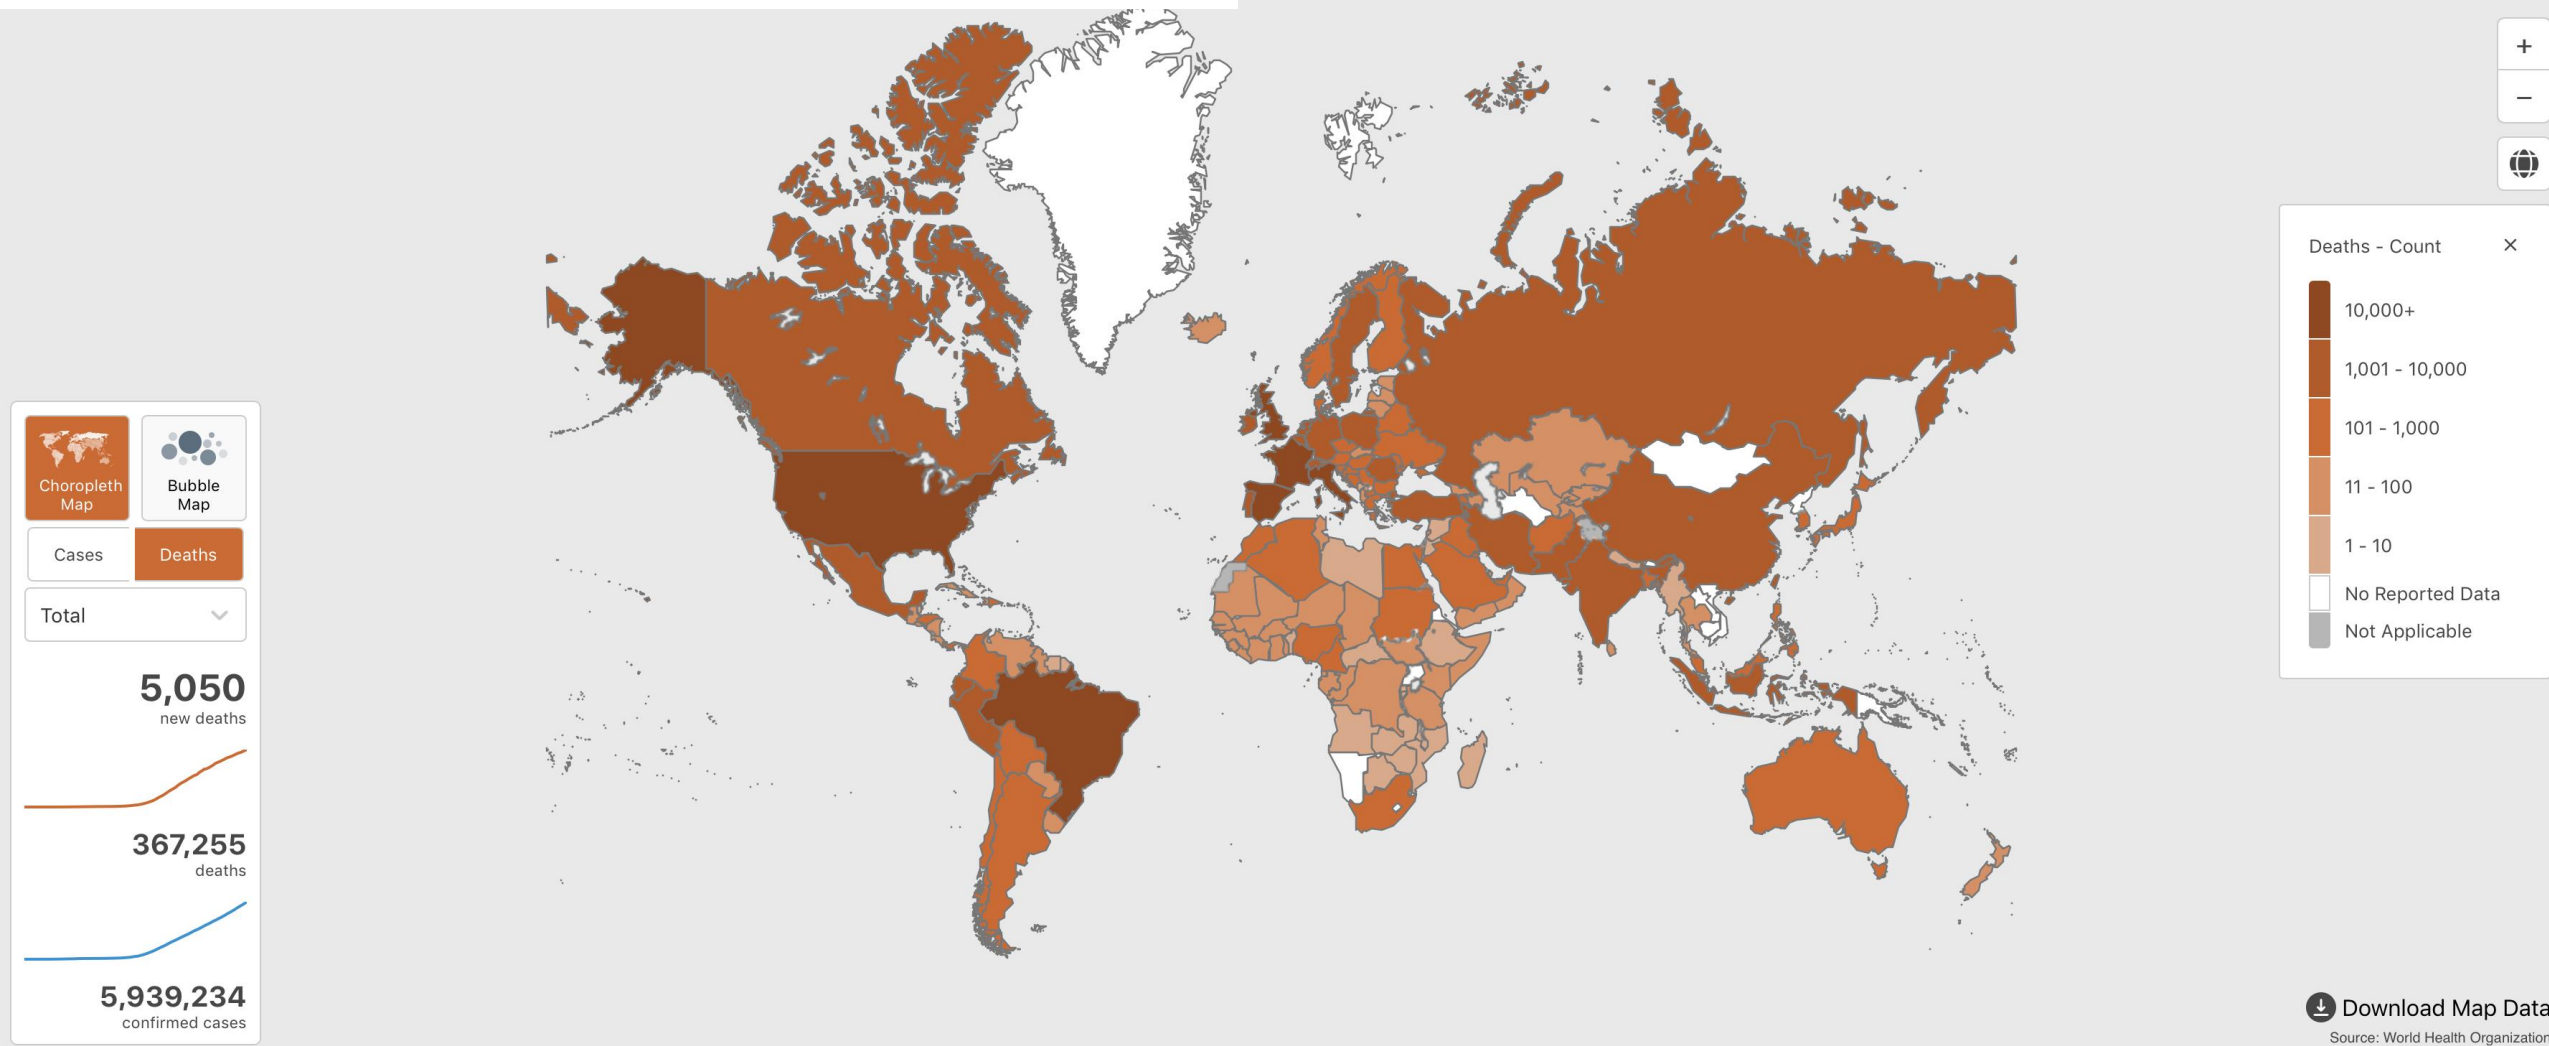 Choropleth
Map
Bubble
Map
Cases
Deaths
Total
5,050
new deaths
367,255
deaths
5,939,234
confirmed cases
+
−
Deaths - Count ×
10,000+
1,001 - 10,000
101 - 1,000
11 - 100
1 - 10
No Reported Data
Not Applicable
Download Map Data
Source: World Health Organization